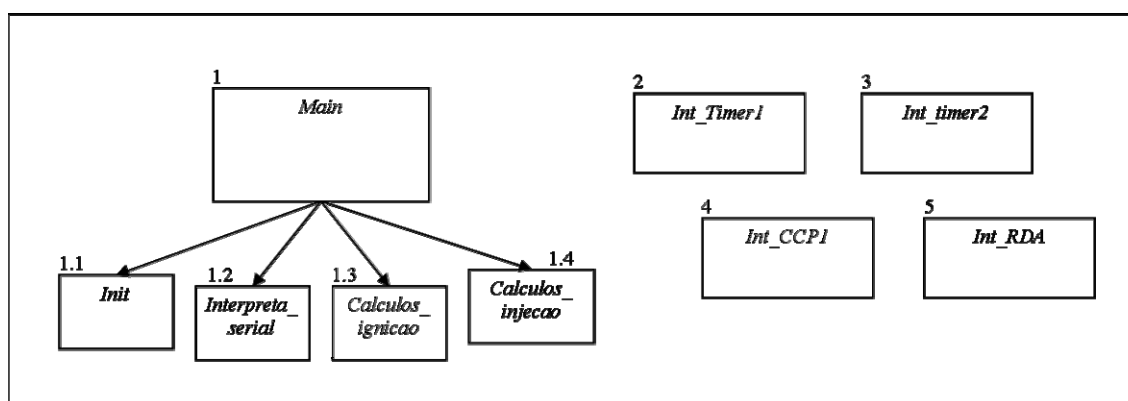 1
Main
2
Int_Timer1
3
Int_timer2
4
Int_CCP1
5
Int_RDA
1.1
Init
1.2
Interpreta_
serial
1.3
Calculos_
ignicao
1.4
Calculos_
injecao